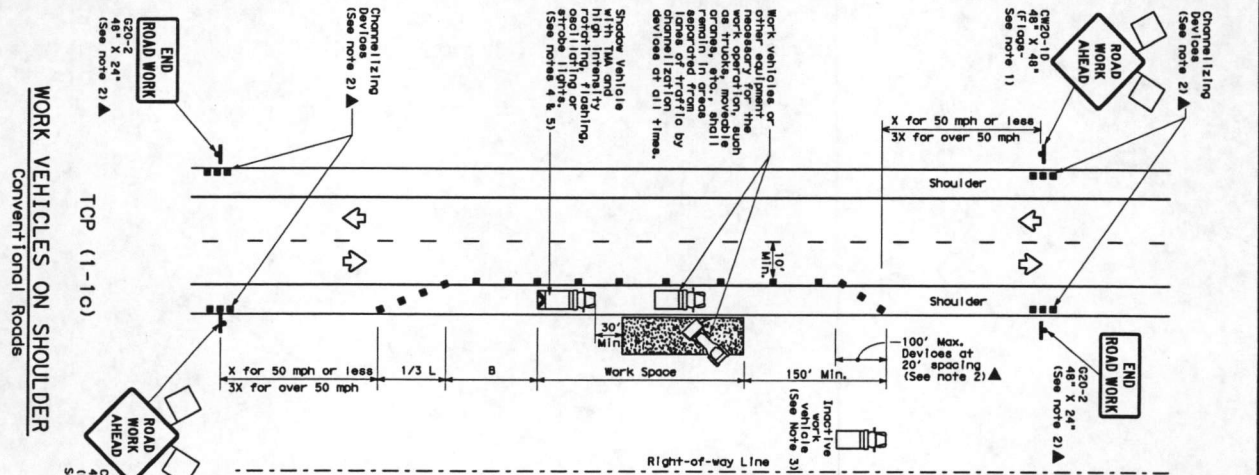 Channelizing
Devices
(See note 2)▲
END
ROAD WORK
G20-2
48" X 24"
(See note 2)▲
Channelizing
Devices
(See note 2)▲
Shadow Vehicle
with TMA and
high intensity
rotating, flashing,
oscillating or
strobe lights.
(See notes 4 & 5)
Work vehicles or
other equipment
necessary for the
work operation, such
as trucks, moveable
cranes, etc., shall
remain in areas
separated from
lanes of traffic by
channelization
devices at all times.
CW20-1D
48" X 48"
(Flags-
See note 1)
ROAD
WORK
AHEAD
X for 50 mph or less
3X for over 50 mph
Shoulder
10'
Min.
Shoulder
30'
Min
X for 50 mph or less
3X for over 50 mph
1/3 L
B
Work Space
150' Min.
100' Max.
Devices at
20' spacing
(See note 2)▲
END
ROAD WORK
G20-2
48" X 24"
(See note 2)▲
Inactive
work
vehicle
(See Note 3)
Right-of-way Line
ROAD
WORK
AHEAD
TCP (1-1c)
WORK VEHICLES ON SHOULDER
Conventional Roads